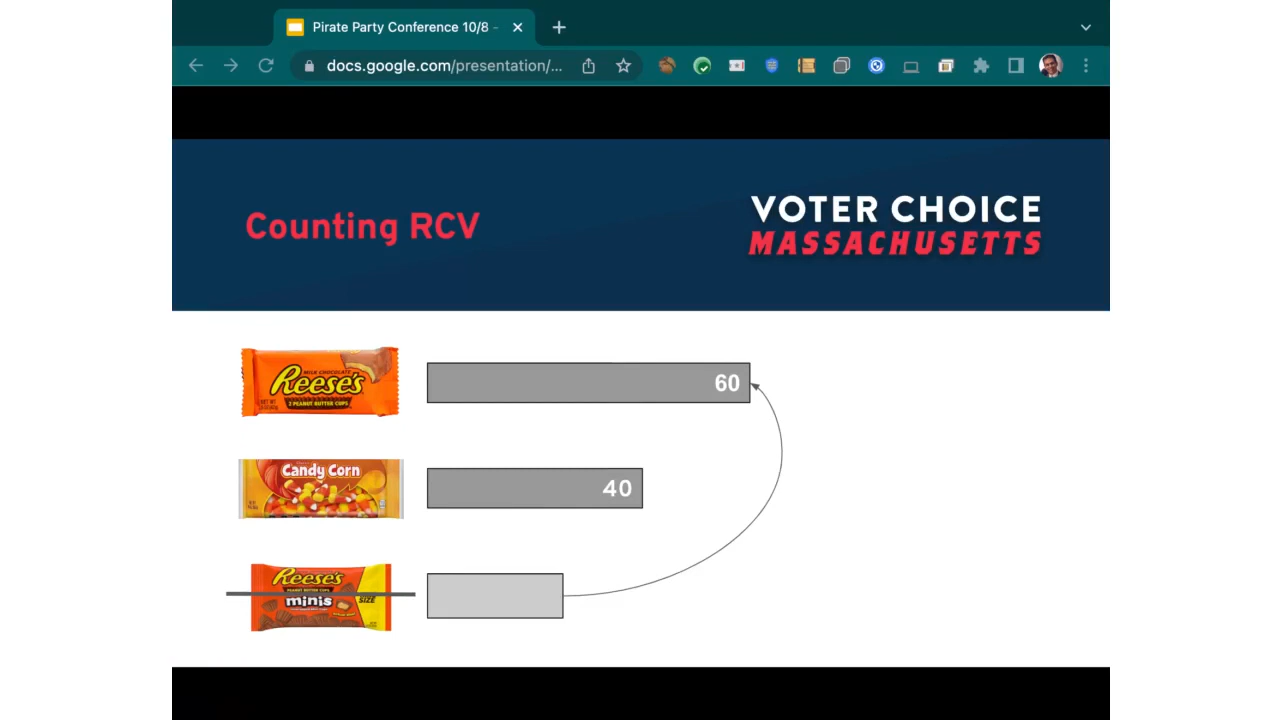 Pirate Party Conference 10/8 -
docs.google.com/presentation/...
Counting RCV
VOTER CHOICE
MASSACHUSETTS
MILK CHOCOLATE
Reese's
2 PEANUT BUTTER CUPS
60
Candy Corn
40
Reese's
PEANUT BUTTER CUPS
minis
SIZE